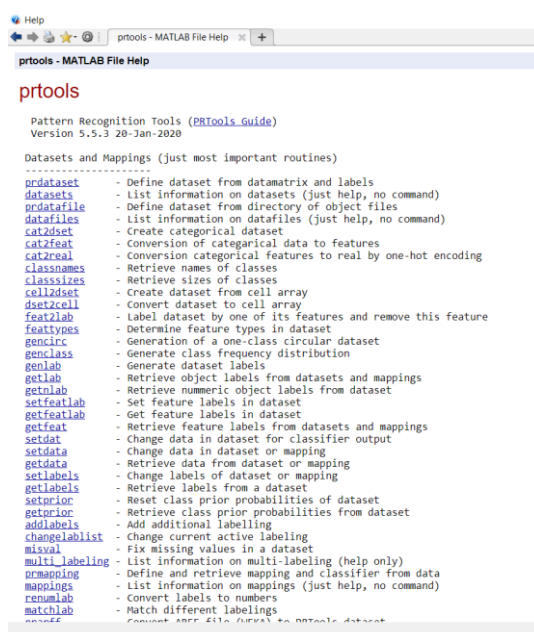 Help
prtools - MATLAB File Help
prtools - MATLAB File Help
prtools
Pattern Recognition Tools (PRTools Guide)
Version 5.5.3 20-Jan-2020
Datasets and Mappings (just most important routines)
---------------------
prdataset - Define dataset from datamatrix and labels
datasets - List information on datasets (just help, no command)
prdatafile - Define dataset from directory of object files
datafiles - List information on datafiles (just help, no command)
cat2dset - Create categorical dataset
cat2feat - Conversion of categarical data to features
cat2real - Conversion categorical features to real by one-hot encoding
classnames - Retrieve names of classes
classsizes - Retrieve sizes of classes
cell2dset - Create dataset from cell array
dset2cell - Convert dataset to cell array
feat2lab - Label dataset by one of its features and remove this feature
feattypes - Determine feature types in dataset
gencirc - Generation of a one-class circular dataset
genclass - Generate class frequency distribution
genlab - Generate dataset labels
getlab - Retrieve object labels from datasets and mappings
getnlab - Retrieve nummeric object labels from dataset
setfeatlab - Set feature labels in dataset
getfeatlab - Get feature labels in dataset
getfeat - Retrieve feature labels from datasets and mappings
setdat - Change data in dataset for classifier output
setdata - Change data in dataset or mapping
getdata - Retrieve data from dataset or mapping
setlabels - Change labels of dataset or mapping
getlabels - Retrieve labels from a dataset
setprior - Reset class prior probabilities of dataset
getprior - Retrieve class prior probabilities from dataset
addlabels - Add additional labelling
changelablist - Change current active labeling
misval - Fix missing values in a dataset
multi_labeling - List information on multi-labeling (help only)
prmapping - Define and retrieve mapping and classifier from data
mappings - List information on mappings (just help, no command)
renumlab - Convert labels to numbers
matchlab - Match different labelings
- Convert ARFF file (WEKA) to PRTools dataset